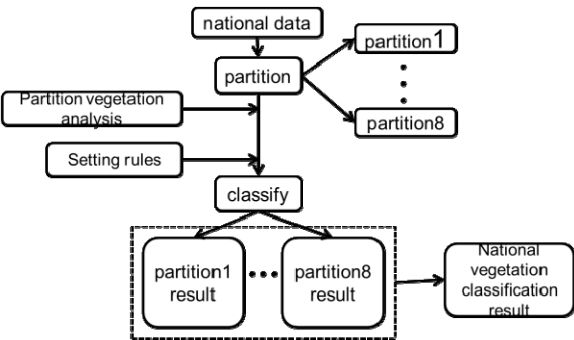 national data
partition
partition1
partition8
Partition vegetation
analysis
Setting rules
classify
partition1
result
partition8
result
National
vegetation
classification
result